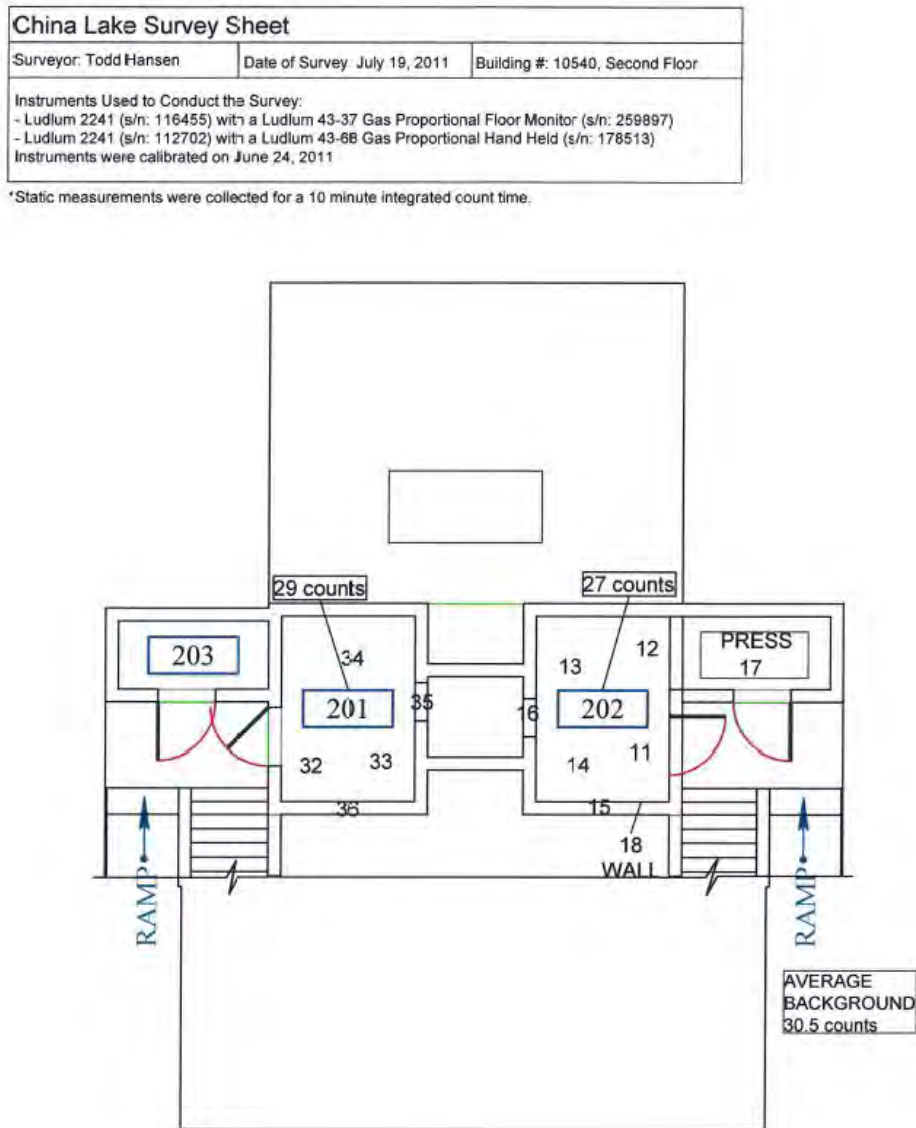 China Lake Survey Sheet
Surveyor: Todd Hansen
Date of Survey July 19, 2011
Building #: 10540, Second Floor
Instruments Used to Conduct the Survey:
- Ludlum 2241 (s/n: 116455) with a Ludlum 43-37 Gas Proportional Floor Monitor (s/n: 259897)
- Ludlum 2241 (s/n: 112702) with a Ludlum 43-68 Gas Proportional Hand Held (s/n: 178513)
Instruments were calibrated on June 24, 2011
*Static measurements were collected for a 10 minute integrated count time.
29 counts
27 counts
203
34
13
12
PRESS
17
201
35
16
202
32
33
14
11
36
15
18
WALL
RAMP
RAMP
AVERAGE
BACKGROUND
30.5 counts